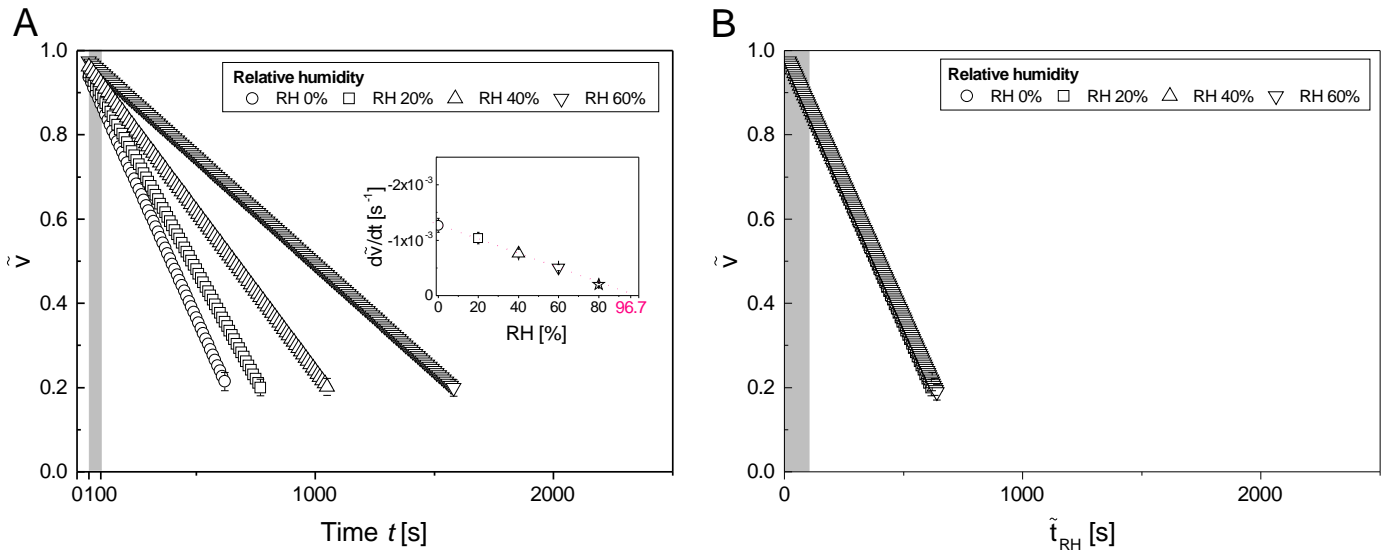 A
1.0
0.8
0.6
0.4
0.2
0.0
ṽ
Relative humidity
RH 0% RH 20% RH 40% RH 60%
-2x10⁻³
-1x10⁻³
0
dṽ/dt [s⁻¹]
0 20 40 60 80 96.7
RH [%]
0 100 1000 2000
Time t [s]
B
1.0
0.8
0.6
0.4
0.2
0.0
ṽ
Relative humidity
RH 0% RH 20% RH 40% RH 60%
0 1000 2000
t̃RH [s]